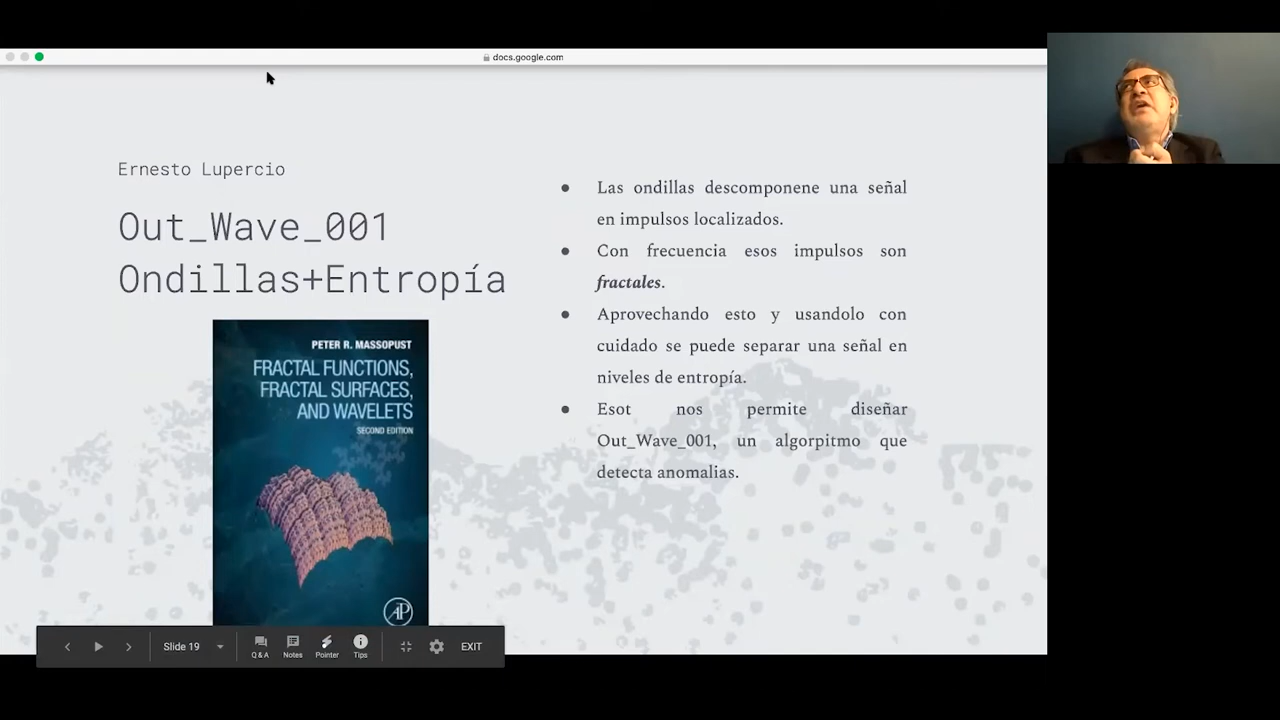 docs.google.com
Ernesto Lupercio
Out_Wave_001
Ondillas+Entropía
PETER R. MASSOPUST
FRACTAL FUNCTIONS,
FRACTAL SURFACES,
AND WAVELETS
SECOND EDITION
AP
Las ondillas descomponene una señal
en impulsos localizados.
Con frecuencia esos impulsos son
fractales.
Aprovechando esto y usandolo con
cuidado se puede separar una señal en
niveles de entropía.
Esot nos permite diseñar
Out_Wave_001, un algorpitmo que
detecta anomalias.
Slide 19
Q & A
Notes
Pointer
Tips
EXIT